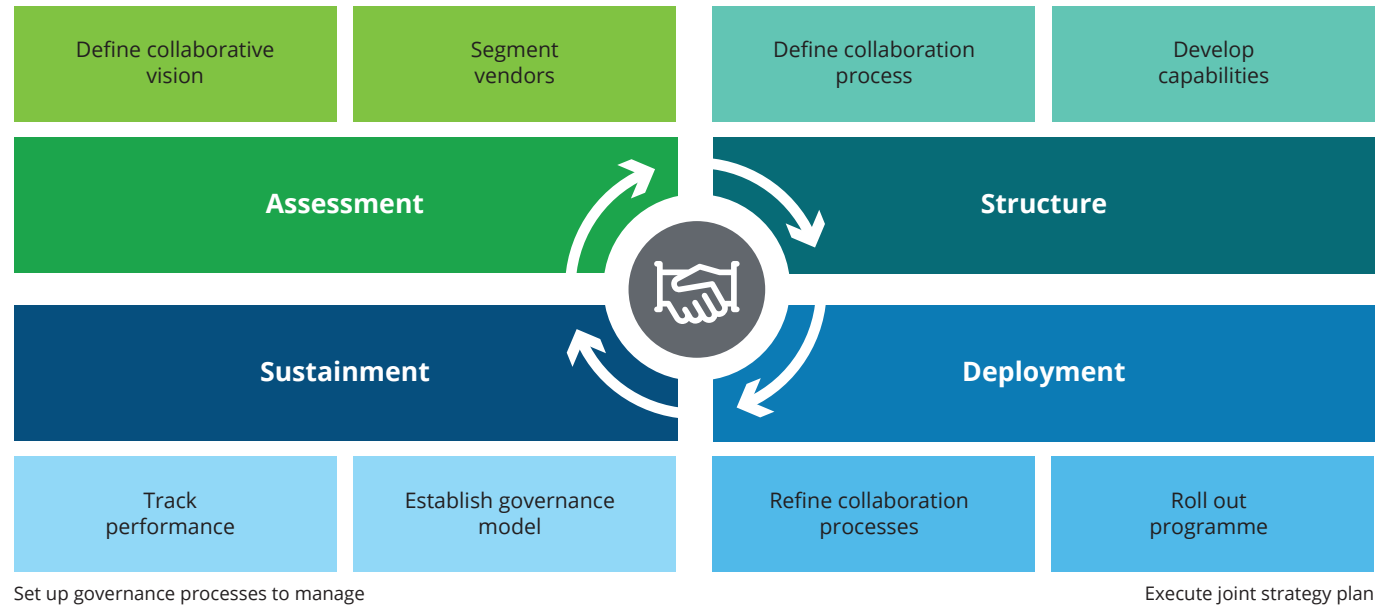 Define collaborative
vision
Segment
vendors
Define collaboration
process
Develop
capabilities
Assessment
Structure
Sustainment
Deployment
Track
performance
Establish governance
model
Refine collaboration
processes
Roll out
programme
Set up governance processes to manage
Execute joint strategy plan